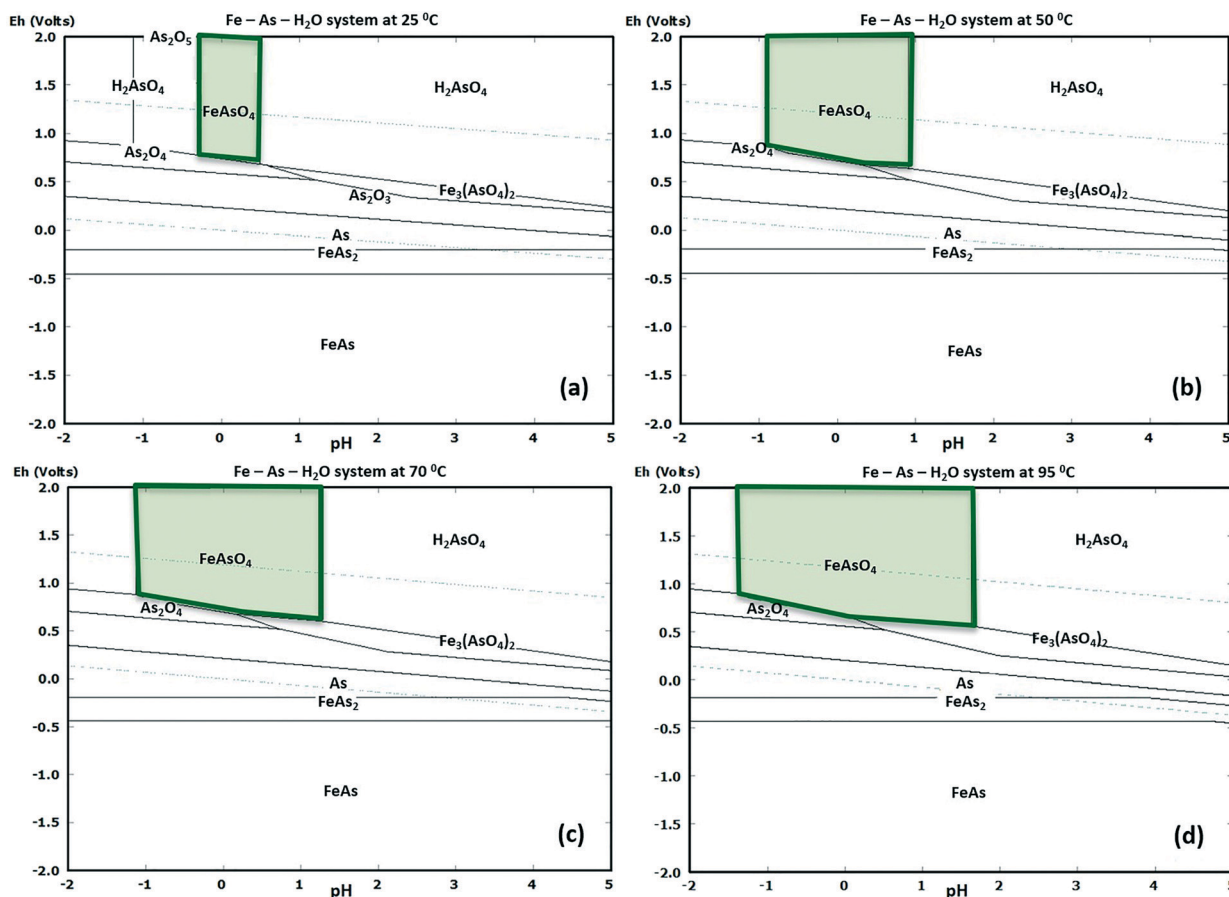 Eh (Volts) Fe – As – H₂O system at 25 ⁰C
2.0 As₂O₅
1.5 H₂AsO₄ H₂AsO₄
FeAsO₄
1.0
As₂O₄
0.5 As₂O₃ Fe₃(AsO₄)₂
0.0 As
FeAs₂
-0.5
-1.0
FeAs
-1.5 (a)
-2.0
-2 -1 0 1 2 3 4 5
pH
Eh (Volts) Fe – As – H₂O system at 50 ⁰C
2.0
1.5 H₂AsO₄
FeAsO₄
1.0
As₂O₄
0.5 Fe₃(AsO₄)₂
0.0 As
FeAs₂
-0.5
-1.0
FeAs
-1.5 (b)
-2.0
-2 -1 0 1 2 3 4 5
pH
Eh (Volts) Fe – As – H₂O system at 70 ⁰C
2.0
1.5 H₂AsO₄
FeAsO₄
1.0
As₂O₄
0.5 Fe₃(AsO₄)₂
0.0 As
FeAs₂
-0.5
-1.0
FeAs
-1.5 (c)
-2.0
-2 -1 0 1 2 3 4 5
pH
Eh (Volts) Fe – As – H₂O system at 95 ⁰C
2.0
1.5 H₂AsO₄
FeAsO₄
1.0
As₂O₄
0.5 Fe₃(AsO₄)₂
0.0 As
FeAs₂
-0.5
-1.0
FeAs
-1.5 (d)
-2.0
-2 -1 0 1 2 3 4 5
pH